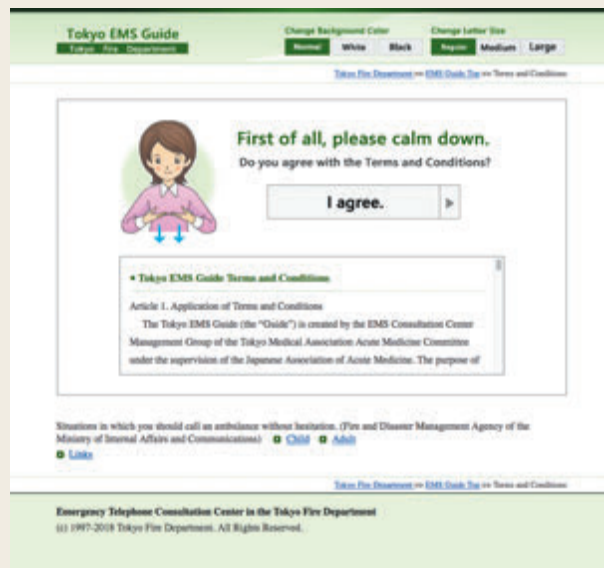 Tokyo EMS Guide
Tokyo Fire Department
Change Background Color
Normal White Black
Change Letter Size
Regular Medium Large
Tokyo Fire Department >> EMS Guide Top >> Terms and Conditions
First of all, please calm down.
Do you agree with the Terms and Conditions?
I agree.
• Tokyo EMS Guide Terms and Conditions
Article 1. Application of Terms and Conditions
The Tokyo EMS Guide (the “Guide”) is created by the EMS Consultation Center
Management Group of the Tokyo Medical Association Acute Medicine Committee
under the supervision of the Japanese Association of Acute Medicine. The purpose of
Situations in which you should call an ambulance without hesitation. (Fire and Disaster Management Agency of the
Ministry of Internal Affairs and Communications) Child Adult
Links
Tokyo Fire Department >> EMS Guide Top >> Terms and Conditions
Emergency Telephone Consultation Center in the Tokyo Fire Department
(c) 1997-2018 Tokyo Fire Department. All Rights Reserved.